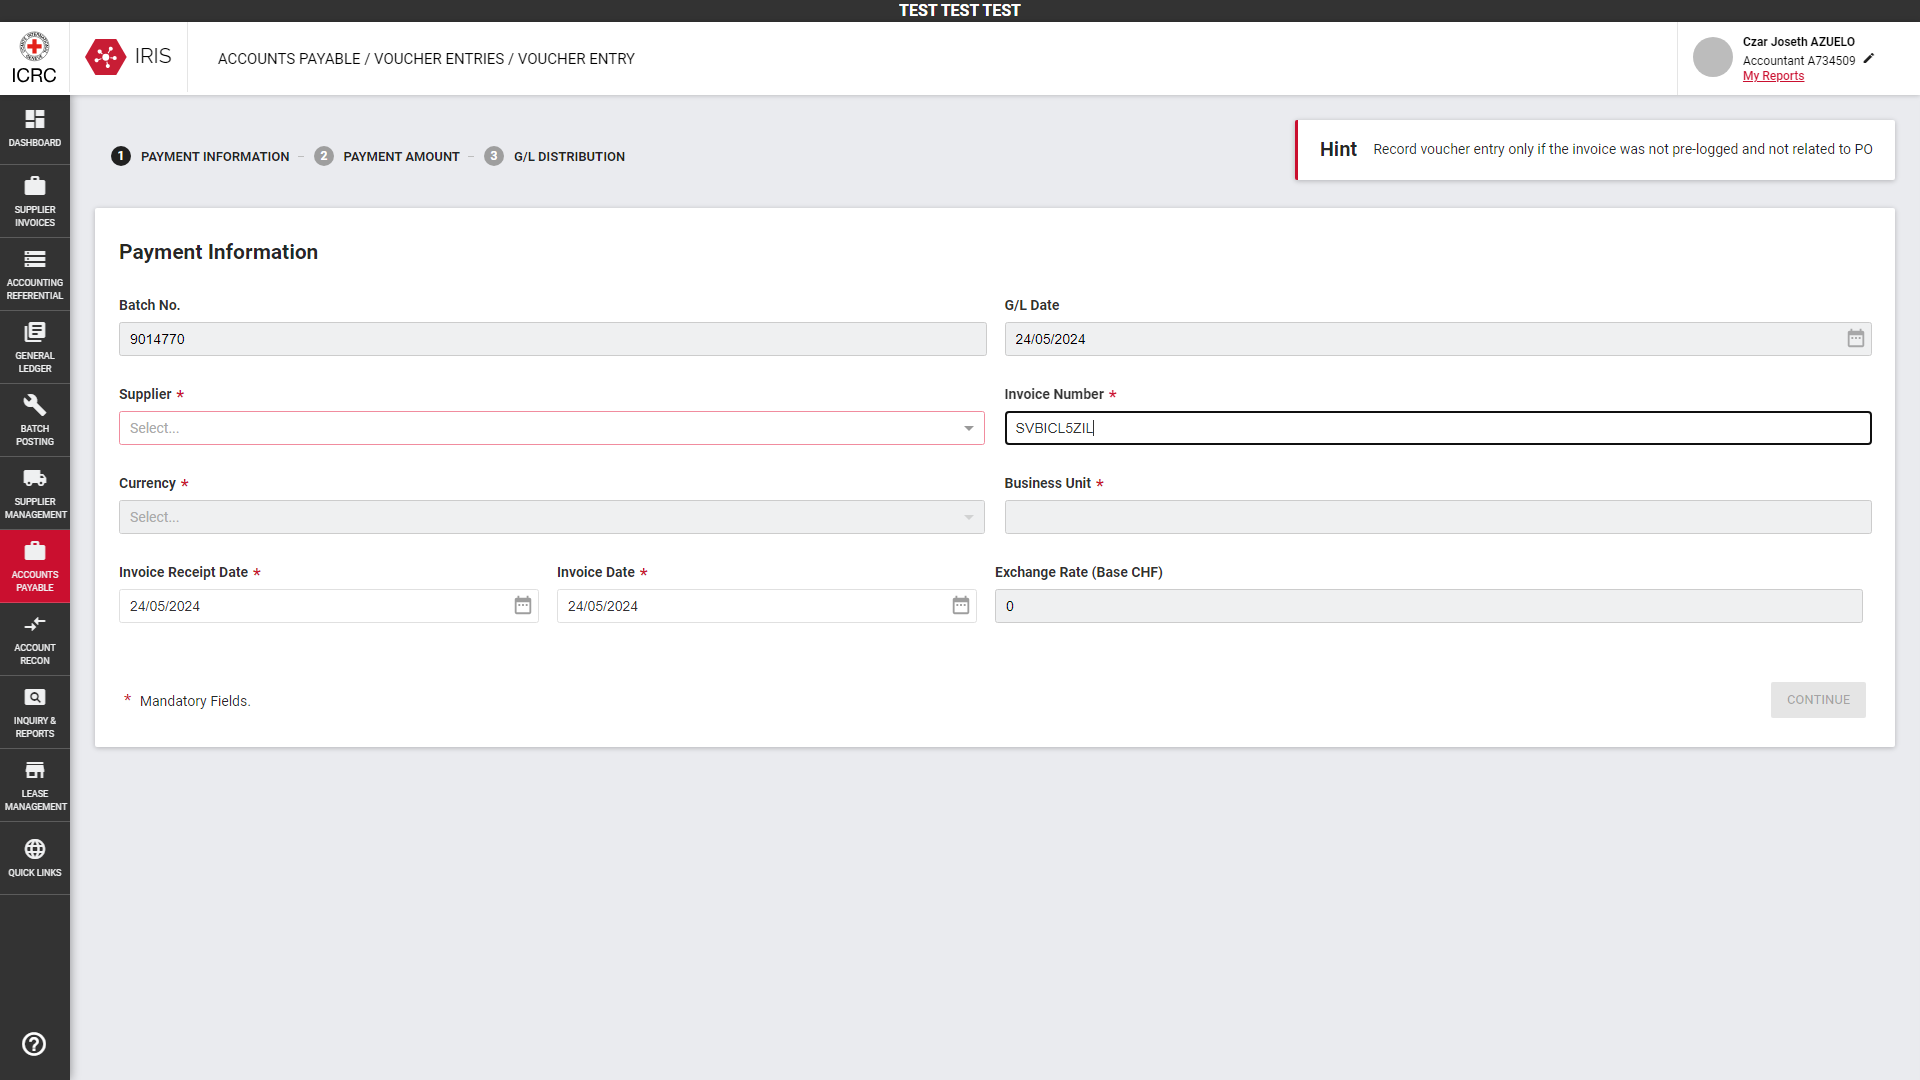 TEST TEST TEST
ICRC
IRIS
ACCOUNTS PAYABLE / VOUCHER ENTRIES / VOUCHER ENTRY
Czar Joseth AZUELO
Accountant A734509
My Reports
DASHBOARD
SUPPLIER
INVOICES
ACCOUNTING
REFERENTIAL
GENERAL
LEDGER
BATCH
POSTING
SUPPLIER
MANAGEMENT
ACCOUNTS
PAYABLE
ACCOUNT
RECON
INQUIRY &
REPORTS
LEASE
MANAGEMENT
QUICK LINKS
1 PAYMENT INFORMATION – 2 PAYMENT AMOUNT – 3 G/L DISTRIBUTION
Hint Record voucher entry only if the invoice was not pre-logged and not related to PO
Payment Information
Batch No.
9014770
G/L Date
24/05/2024
Supplier *
Select...
Invoice Number *
SVBICL5ZIL
Currency *
Select...
Business Unit *
Invoice Receipt Date *
24/05/2024
Invoice Date *
24/05/2024
Exchange Rate (Base CHF)
0
* Mandatory Fields.
CONTINUE